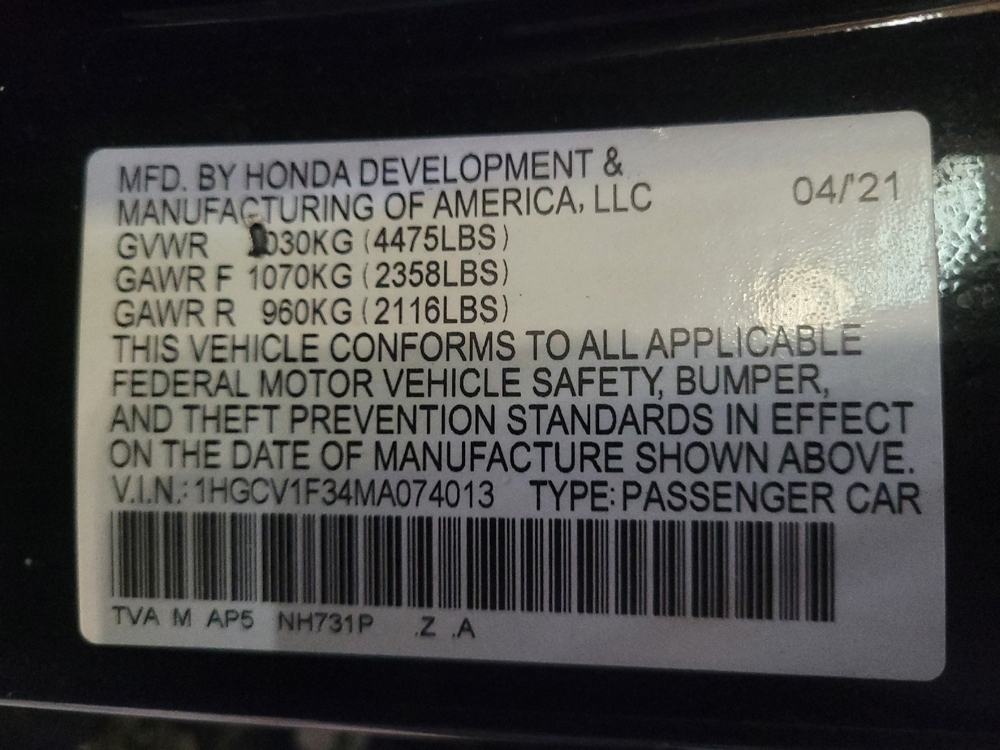 MFD. BY HONDA DEVELOPMENT &
MANUFACTURING OF AMERICA, LLC 04/'21
GVWR 2030KG (4475LBS)
GAWR F 1070KG (2358LBS)
GAWR R 960KG (2116LBS)
THIS VEHICLE CONFORMS TO ALL APPLICABLE
FEDERAL MOTOR VEHICLE SAFETY, BUMPER,
AND THEFT PREVENTION STANDARDS IN EFFECT
ON THE DATE OF MANUFACTURE SHOWN ABOVE.
V.I.N.: 1HGCV1F34MA074013 TYPE: PASSENGER CAR
TVA M AP5 NH731P .Z .A